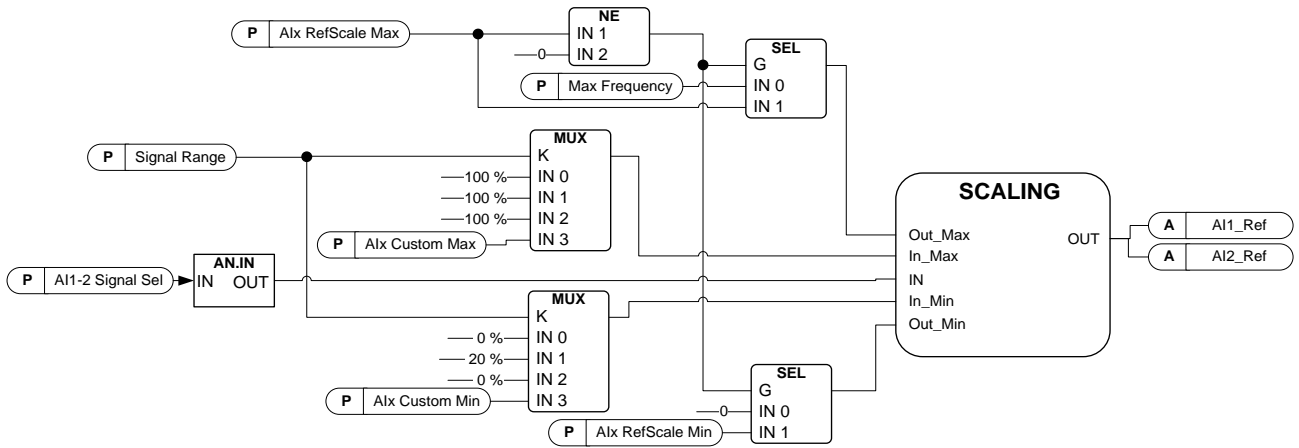 NE
P AIx RefScale Max
IN 1
0 IN 2
SEL
G
P Max Frequency
IN 0
IN 1
MUX
P Signal Range
K
100 % IN 0
100 % IN 1
100 % IN 2
P AIx Custom Max
IN 3
SCALING
Out_Max
In_Max
IN
In_Min
Out_Min
OUT
A AI1_Ref
A AI2_Ref
AN.IN
P AI1-2 Signal Sel
IN OUT
MUX
K
0 % IN 0
20 % IN 1
0 % IN 2
P AIx Custom Min
IN 3
SEL
G
0 IN 0
P AIx RefScale Min
IN 1